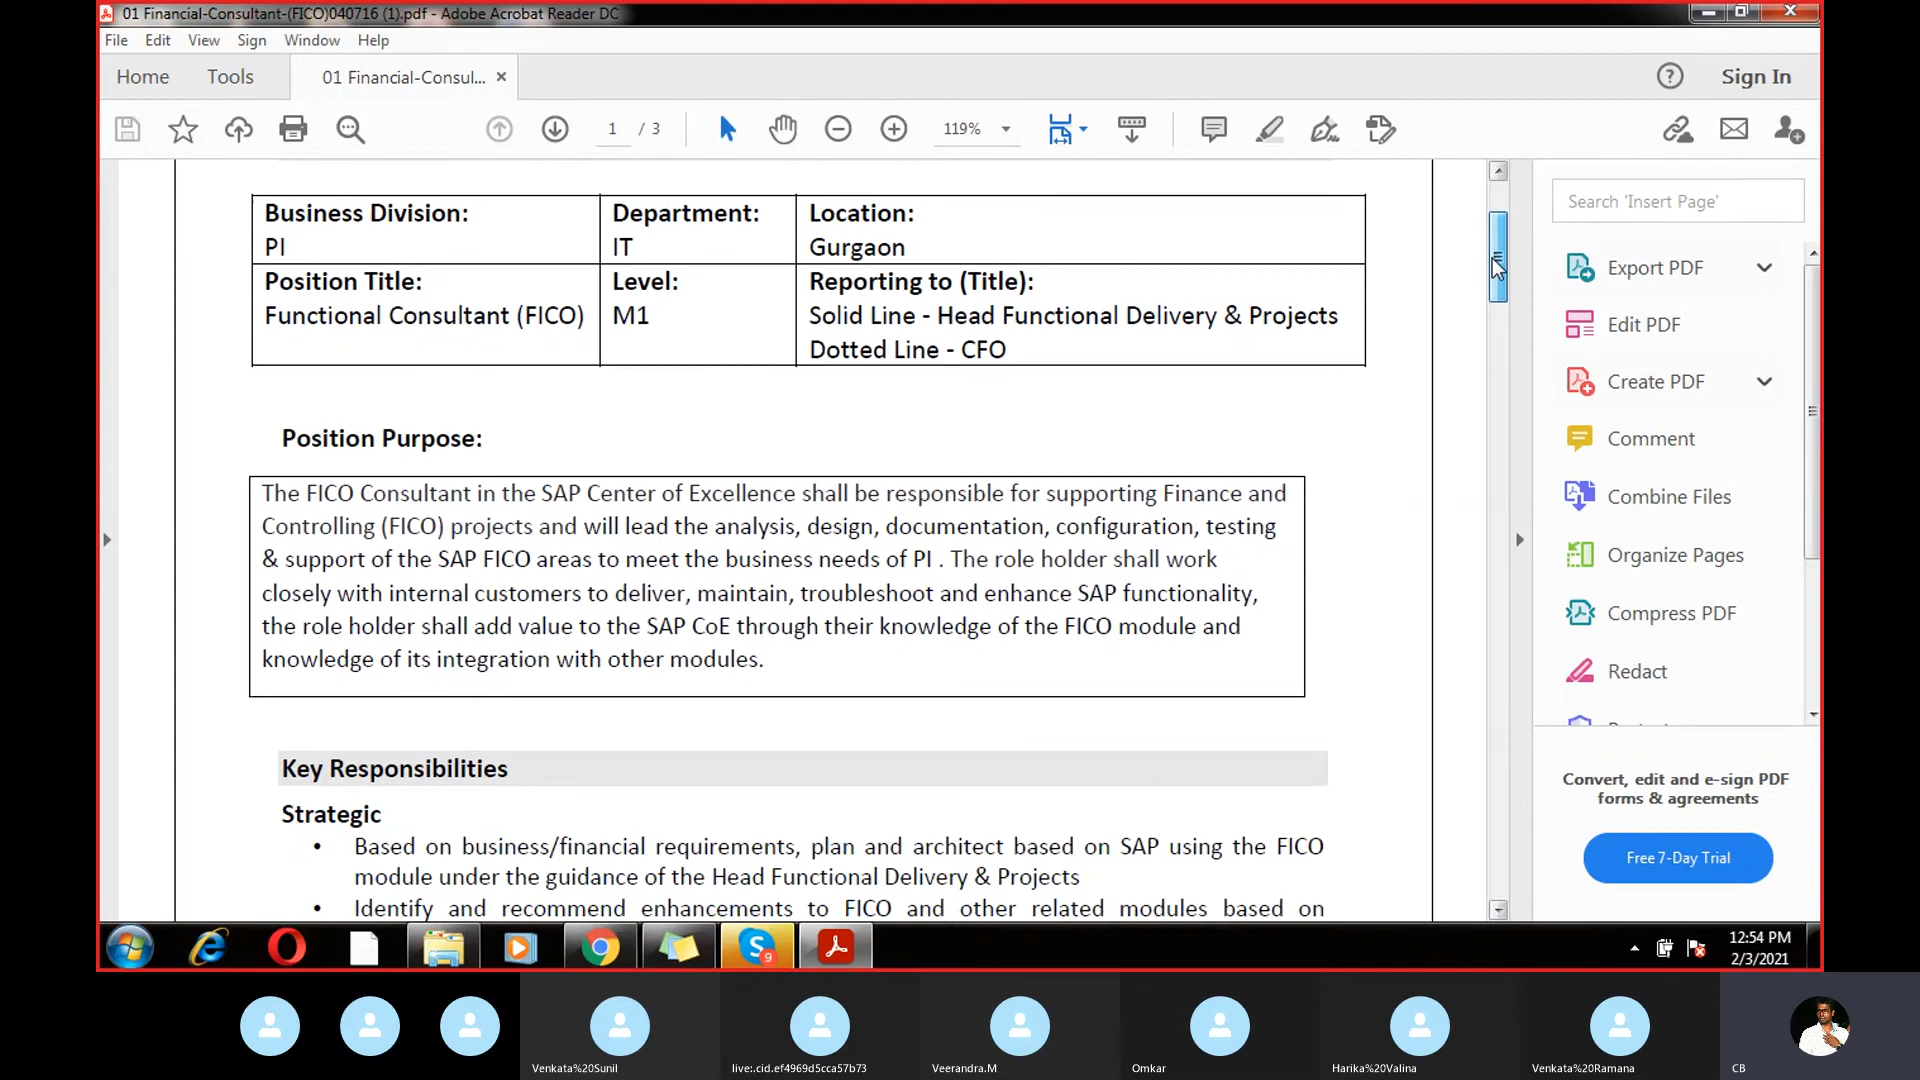 01 Financial-Consultant-(FICO)040716 (1).pdf - Adobe Acrobat Reader DC
File Edit View Sign Window Help
Home Tools 01 Financial-Consul... Sign In
1 / 3 119%
Business Division: Department: Location:
PI IT Gurgaon
Position Title: Level: Reporting to (Title):
Functional Consultant (FICO) M1 Solid Line - Head Functional Delivery & Projects
Dotted Line - CFO
Position Purpose:
The FICO Consultant in the SAP Center of Excellence shall be responsible for supporting Finance and
Controlling (FICO) projects and will lead the analysis, design, documentation, configuration, testing
& support of the SAP FICO areas to meet the business needs of PI . The role holder shall work
closely with internal customers to deliver, maintain, troubleshoot and enhance SAP functionality,
the role holder shall add value to the SAP CoE through their knowledge of the FICO module and
knowledge of its integration with other modules.
Key Responsibilities
Strategic
• Based on business/financial requirements, plan and architect based on SAP using the FICO
module under the guidance of the Head Functional Delivery & Projects
• Identify and recommend enhancements to FICO and other related modules based on
Search 'Insert Page'
Export PDF
Edit PDF
Create PDF
Comment
Combine Files
Organize Pages
Compress PDF
Redact
Convert, edit and e-sign PDF
forms & agreements
Free 7-Day Trial
9
12:54 PM
2/3/2021
Venkata%20Sunil live:.cid.ef4969d5cca57b73 Veerandra.M Omkar Harika%20Valina Venkata%20Ramana CB